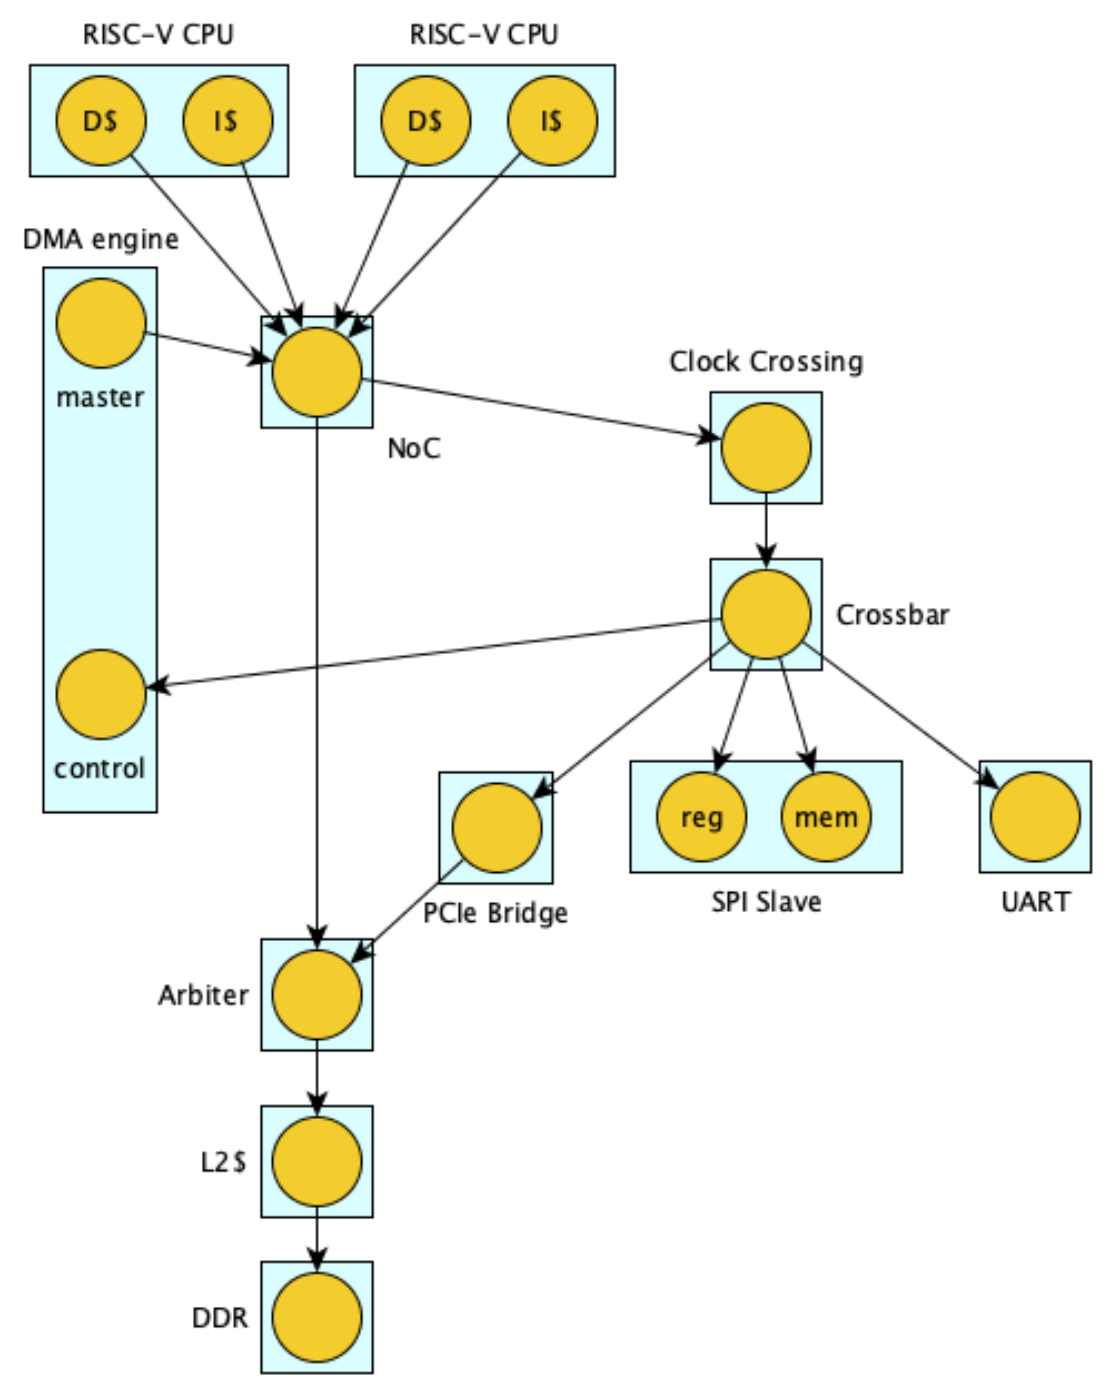 RISC-V CPU
RISC-V CPU
D$
I$
D$
I$
DMA engine
master
NoC
Clock Crossing
Crossbar
control
reg
mem
PCIe Bridge
SPI Slave
UART
Arbiter
L2$
DDR